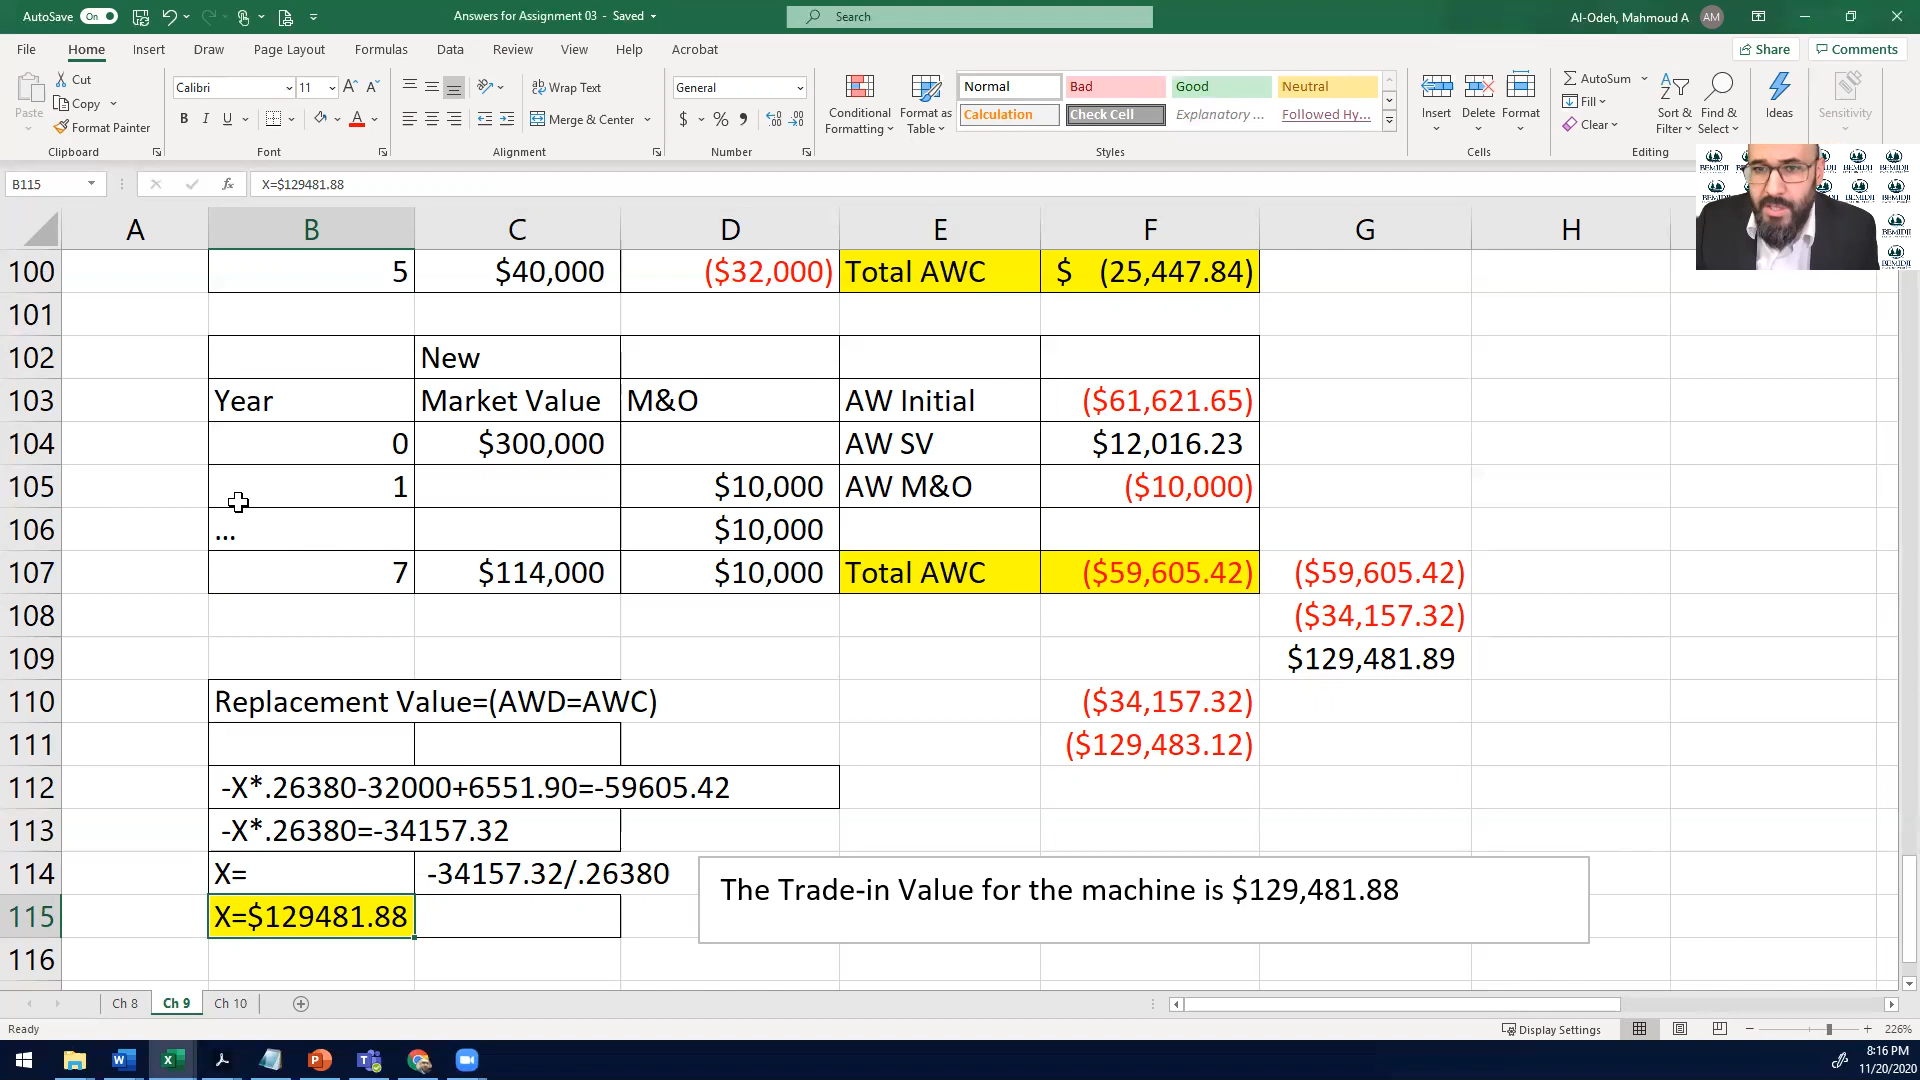 AutoSave On Answers for Assignment 03 - Saved Search Al-Odeh, Mahmoud A AM
File Home Insert Draw Page Layout Formulas Data Review View Help Acrobat Share Comments
Paste Cut Copy Format Painter Clipboard
Calibri 11 B I U A Font
Wrap Text Merge & Center Alignment
General $ % Number
Conditional Formatting Format as Table
Normal Bad Good Neutral
Calculation Check Cell Explanatory ... Followed Hy...
Styles
Insert Delete Format Cells
AutoSum Fill Clear Sort & Filter Find & Select Editing
Ideas Sensitivity
BEMIDJI
B115 fx X=$129481.88
A B C D E F G H
100 5 $40,000 ($32,000) Total AWC $ (25,447.84)
101
102 New
103 Year Market Value M&O AW Initial ($61,621.65)
104 0 $300,000 AW SV $12,016.23
105 1 $10,000 AW M&O ($10,000)
106 ... $10,000
107 7 $114,000 $10,000 Total AWC ($59,605.42) ($59,605.42)
108 ($34,157.32)
109 $129,481.89
110 Replacement Value=(AWD=AWC) ($34,157.32)
111 ($129,483.12)
112 -X*.26380-32000+6551.90=-59605.42
113 -X*.26380=-34157.32
114 X= -34157.32/.26380
The Trade-in Value for the machine is $129,481.88
115 X=$129481.88
116
Ch 8 Ch 9 Ch 10
Ready Display Settings 226%
8:16 PM
11/20/2020